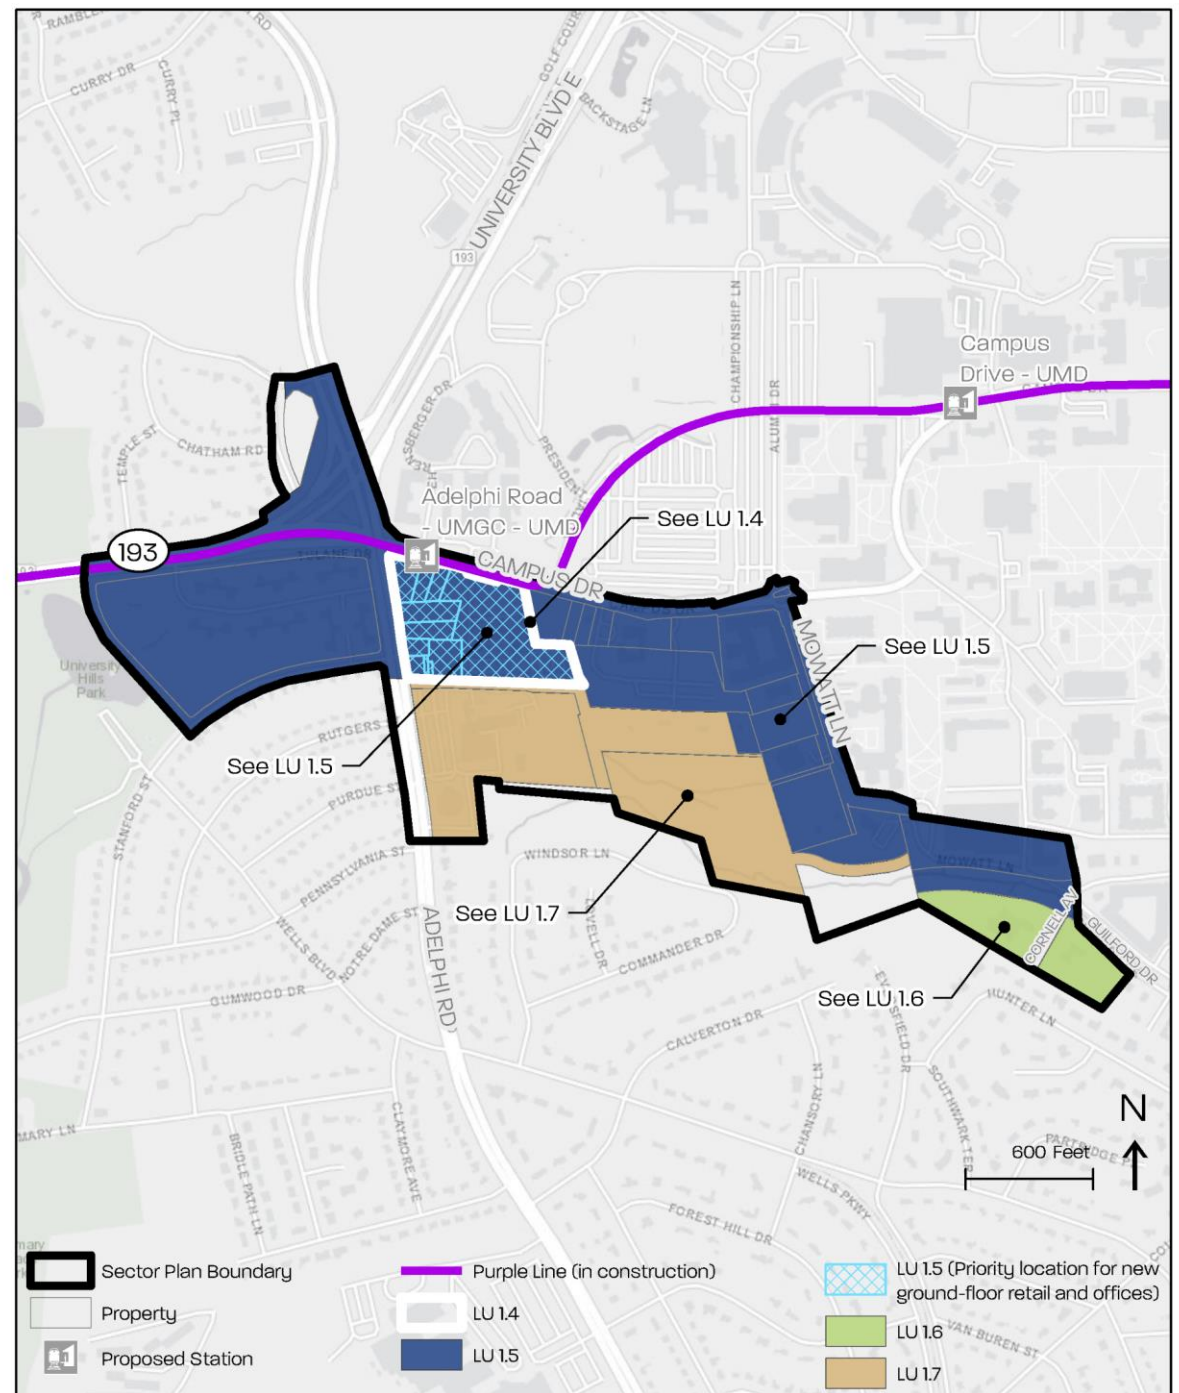 CURRY DR
CURRY PL
GOLF COUR
BACKSTAGE LN
UNIVERSITY BLVD E
193
CHAMPIONSHIP LN
ALUMNI DR
Campus
Drive - UMD
TEMPLE ST
CHATHAM RD
PRESIDENT
Adelphi Road
- UMGC - UMD
See LU 1.4
193
CAMPUS DR
MOWATT LN
See LU 1.5
University
Hills
Park
RUTGERS
See LU 1.5
PURDUE ST
STANFORD ST
PENNSYLVANIA ST
WINDSOR LN
MOWATT LN
WELLS BLVD
NOTRE DAME ST
ADELPHI RD
See LU 1.7
LOVELL DR
COMMANDER DR
CORNELL AV
GUILFORD DR
GUMWOOD DR
See LU 1.6
HUNTER LN
CALVERTON DR
CHANSORY LN
SOUTHWARK TER
N
600 Feet
MARY LN
CLAYMORE AVE
BRIDLE PATH LN
PARTRIDGE P
WELLS PKWY
FOREST HILL DR
VAN BUREN ST
Sector Plan Boundary
Property
Proposed Station
Purple Line (in construction)
LU 1.4
LU 1.5
LU 1.5 (Priority location for new
ground-floor retail and offices)
LU 1.6
LU 1.7